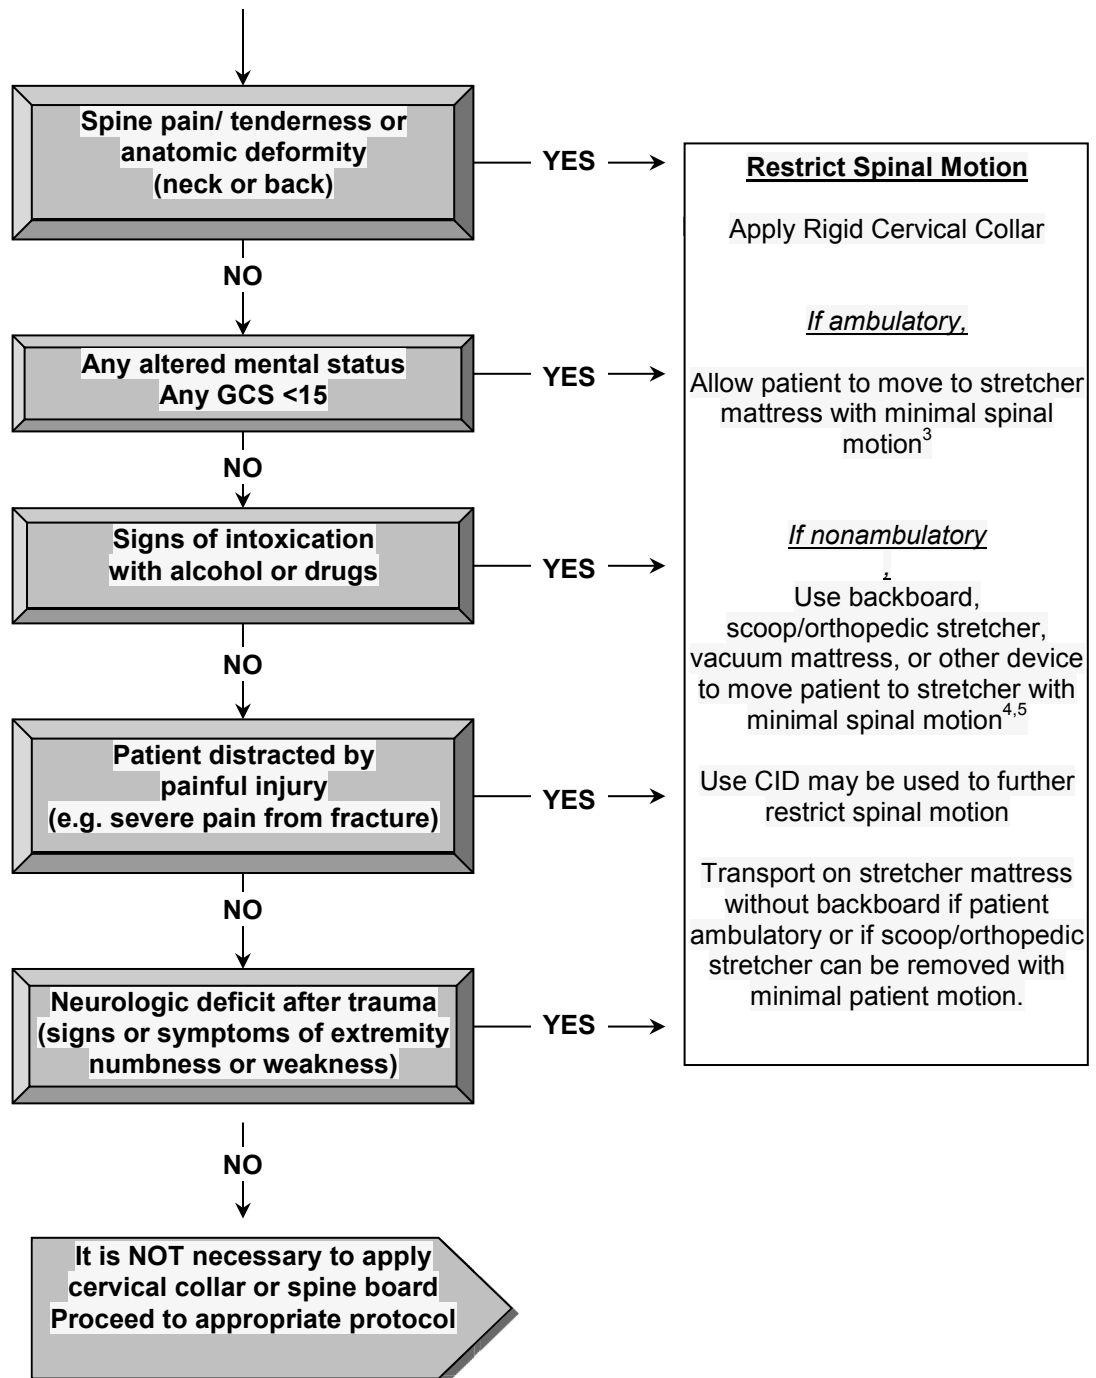 Spine pain/ tenderness or
anatomic deformity
(neck or back)
YES
NO
Any altered mental status
Any GCS <15
YES
NO
Signs of intoxication
with alcohol or drugs
YES
NO
Patient distracted by
painful injury
(e.g. severe pain from fracture)
YES
NO
Neurologic deficit after trauma
(signs or symptoms of extremity
numbness or weakness)
YES
NO
It is NOT necessary to apply
cervical collar or spine board
Proceed to appropriate protocol
Restrict Spinal Motion
Apply Rigid Cervical Collar
If ambulatory,
Allow patient to move to stretcher
mattress with minimal spinal
motion³
If nonambulatory
,
Use backboard,
scoop/orthopedic stretcher,
vacuum mattress, or other device
to move patient to stretcher with
minimal spinal motion⁴,⁵
Use CID may be used to further
restrict spinal motion
Transport on stretcher mattress
without backboard if patient
ambulatory or if scoop/orthopedic
stretcher can be removed with
minimal patient motion.